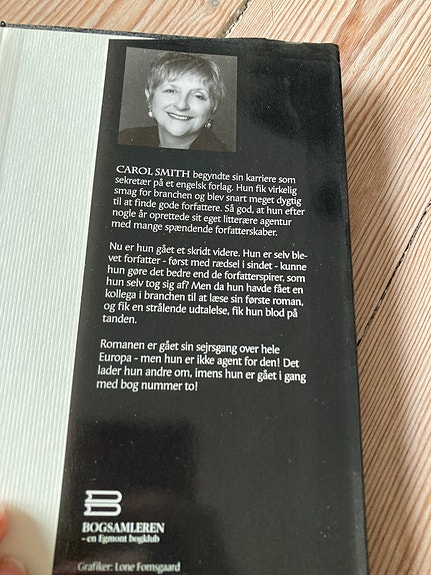 CAROL SMITH begyndte sin karriere som
sekretær på et engelsk forlag. Hun fik virkelig
smag for branchen og blev snart meget dygtig
til at finde gode forfattere. Så god, at hun efter
nogle år oprettede sit eget litterære agentur
med mange spændende forfatterskaber.
Nu er hun gået et skridt videre. Hun er selv ble-
vet forfatter - først med rædsel i sindet - kunne
hun gøre det bedre end de forfatterspirer, som
hun selv tog sig af? Men da hun havde fået en
kollega i branchen til at læse sin første roman,
og fik en strålende udtalelse, fik hun blod på
tanden.
Romanen er gået sin sejrsgang over hele
Europa - men hun er ikke agent for den! Det
lader hun andre om, imens hun er gået i gang
med bog nummer to!
BOGSAMLEREN
- en Egmont bogklub
Grafiker: Lone Fornsgaard